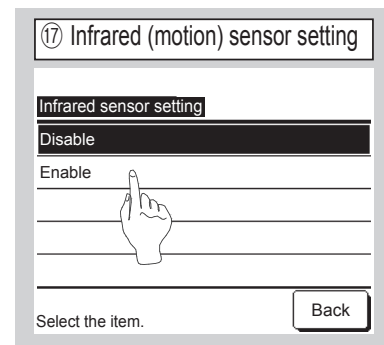 ⑰ Infrared (motion) sensor setting
Infrared sensor setting
Disable
Enable
Select the item.
Back